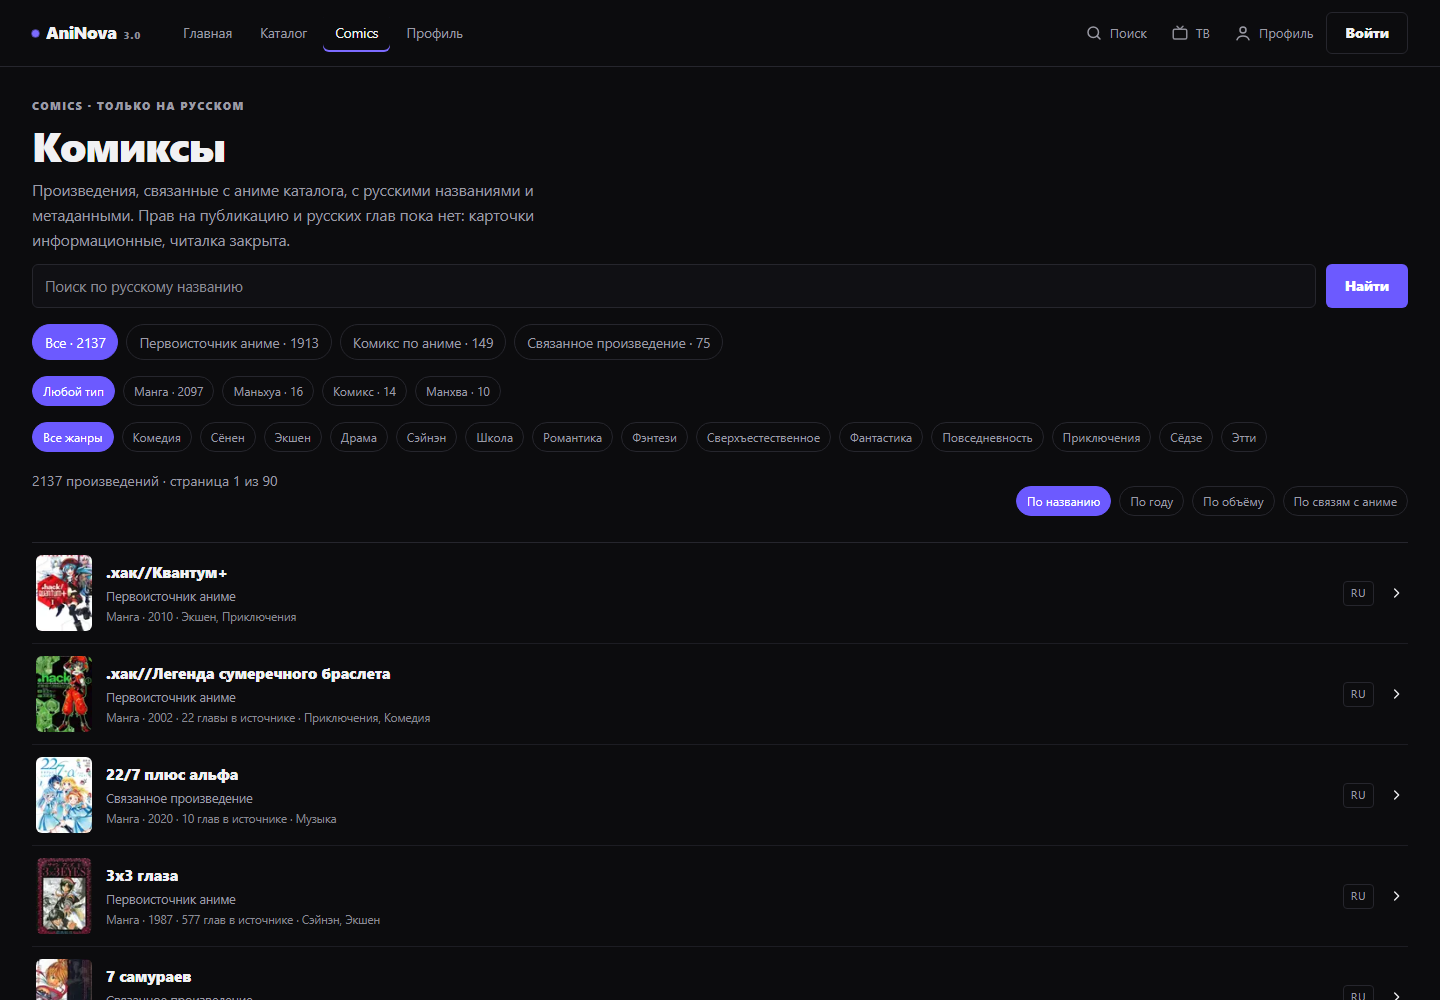 AniNova 3.0
Главная
Каталог
Comics
Профиль
Поиск
ТВ
Профиль
Войти
COMICS · ТОЛЬКО НА РУССКОМ
Комиксы
Произведения, связанные с аниме каталога, с русскими названиями и
метаданными. Прав на публикацию и русских глав пока нет: карточки
информационные, читалка закрыта.
Поиск по русскому названию
Найти
Все · 2137
Первоисточник аниме · 1913
Комикс по аниме · 149
Связанное произведение · 75
Любой тип
Манга · 2097
Маньхуа · 16
Комикс · 14
Манхва · 10
Все жанры
Комедия
Сёнен
Экшен
Драма
Сэйнэн
Школа
Романтика
Фэнтези
Сверхъестественное
Фантастика
Повседневность
Приключения
Сёдзе
Этти
2137 произведений · страница 1 из 90
По названию
По году
По объёму
По связям с аниме
.хак//Квантум+
Первоисточник аниме
Манга · 2010 · Экшен, Приключения
RU
.хак//Легенда сумеречного браслета
Первоисточник аниме
Манга · 2002 · 22 главы в источнике · Приключения, Комедия
RU
22/7 плюс альфа
Связанное произведение
Манга · 2020 · 10 глав в источнике · Музыка
RU
3x3 глаза
Первоисточник аниме
Манга · 1987 · 577 глав в источнике · Сэйнэн, Экшен
RU
7 самураев
Связанное произведение
RU